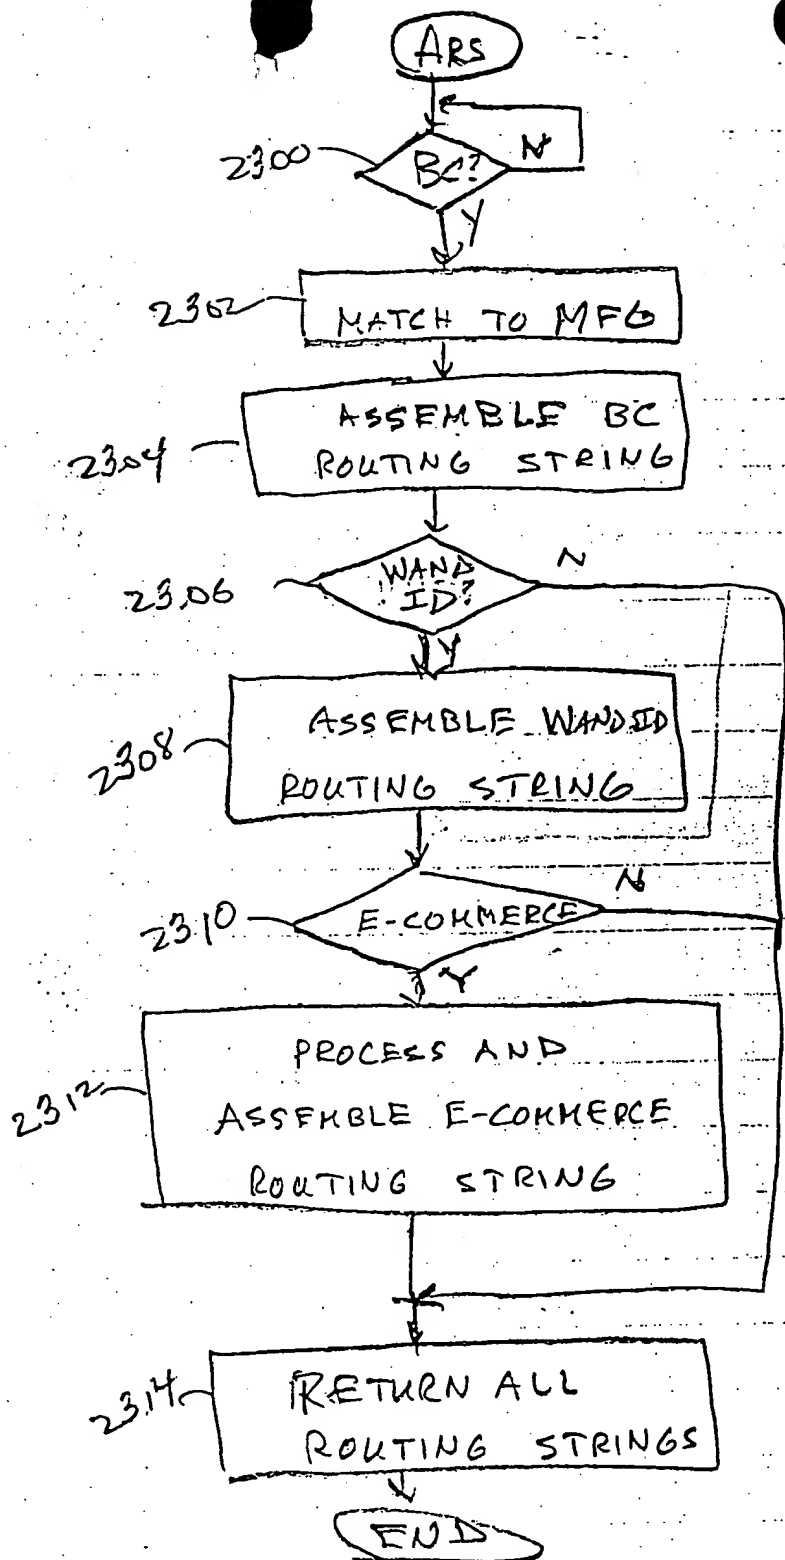 ARS
2300
BC?
N
Y
2302
MATCH TO MFG
2304
ASSEMBLE BC
ROUTING STRING
2306
WAND
ID?
N
Y
2308
ASSEMBLE WAND ID
ROUTING STRING
2310
E-COMMERCE
N
Y
2312
PROCESS AND
ASSEMBLE E-COMMERCE
ROUTING STRING
2314
RETURN ALL
ROUTING STRINGS
END